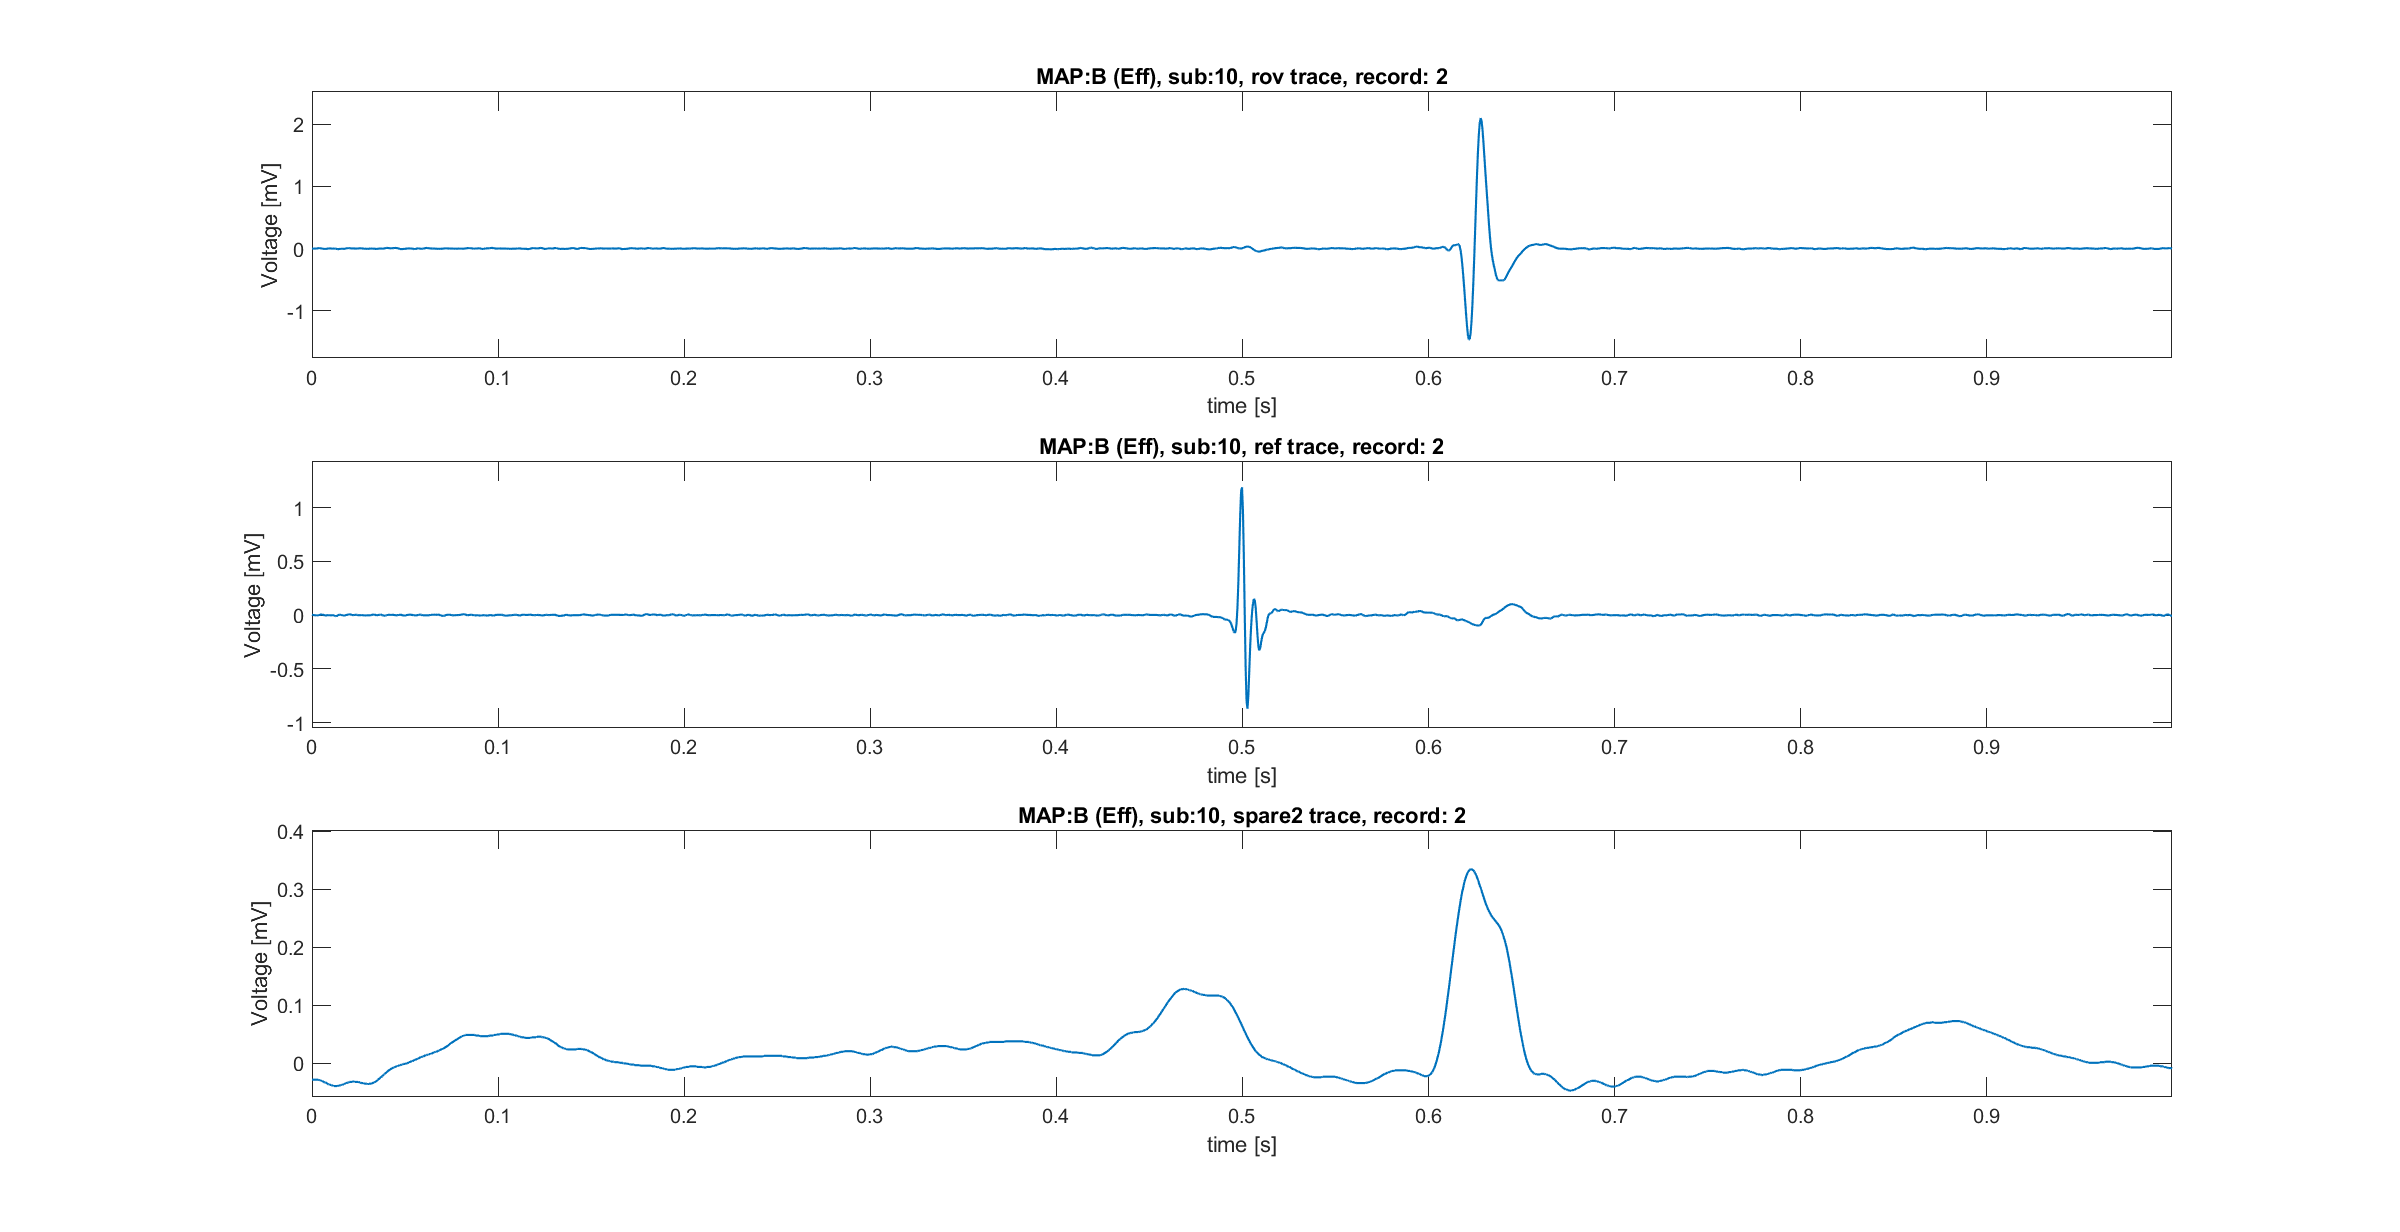 MAP:B (Eff), sub:10, rov trace, record: 2
Voltage [mV]
2
1
0
-1
0 0.1 0.2 0.3 0.4 0.5 0.6 0.7 0.8 0.9
time [s]
MAP:B (Eff), sub:10, ref trace, record: 2
Voltage [mV]
1
0.5
0
-0.5
-1
0 0.1 0.2 0.3 0.4 0.5 0.6 0.7 0.8 0.9
time [s]
MAP:B (Eff), sub:10, spare2 trace, record: 2
Voltage [mV]
0.4
0.3
0.2
0.1
0
0 0.1 0.2 0.3 0.4 0.5 0.6 0.7 0.8 0.9
time [s]